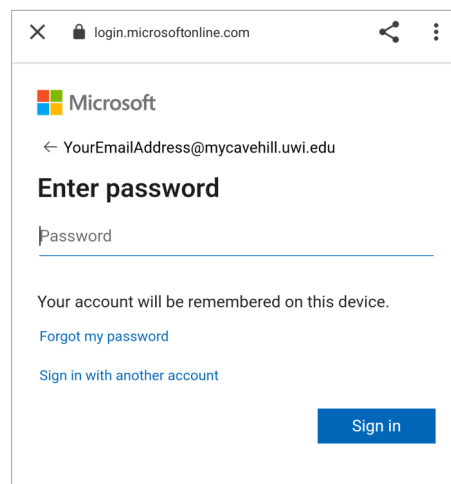 login.microsoftonline.com
Microsoft
YourEmailAddress@mycavehill.uwi.edu
Enter password
Password
Your account will be remembered on this device.
Forgot my password
Sign in with another account
Sign in